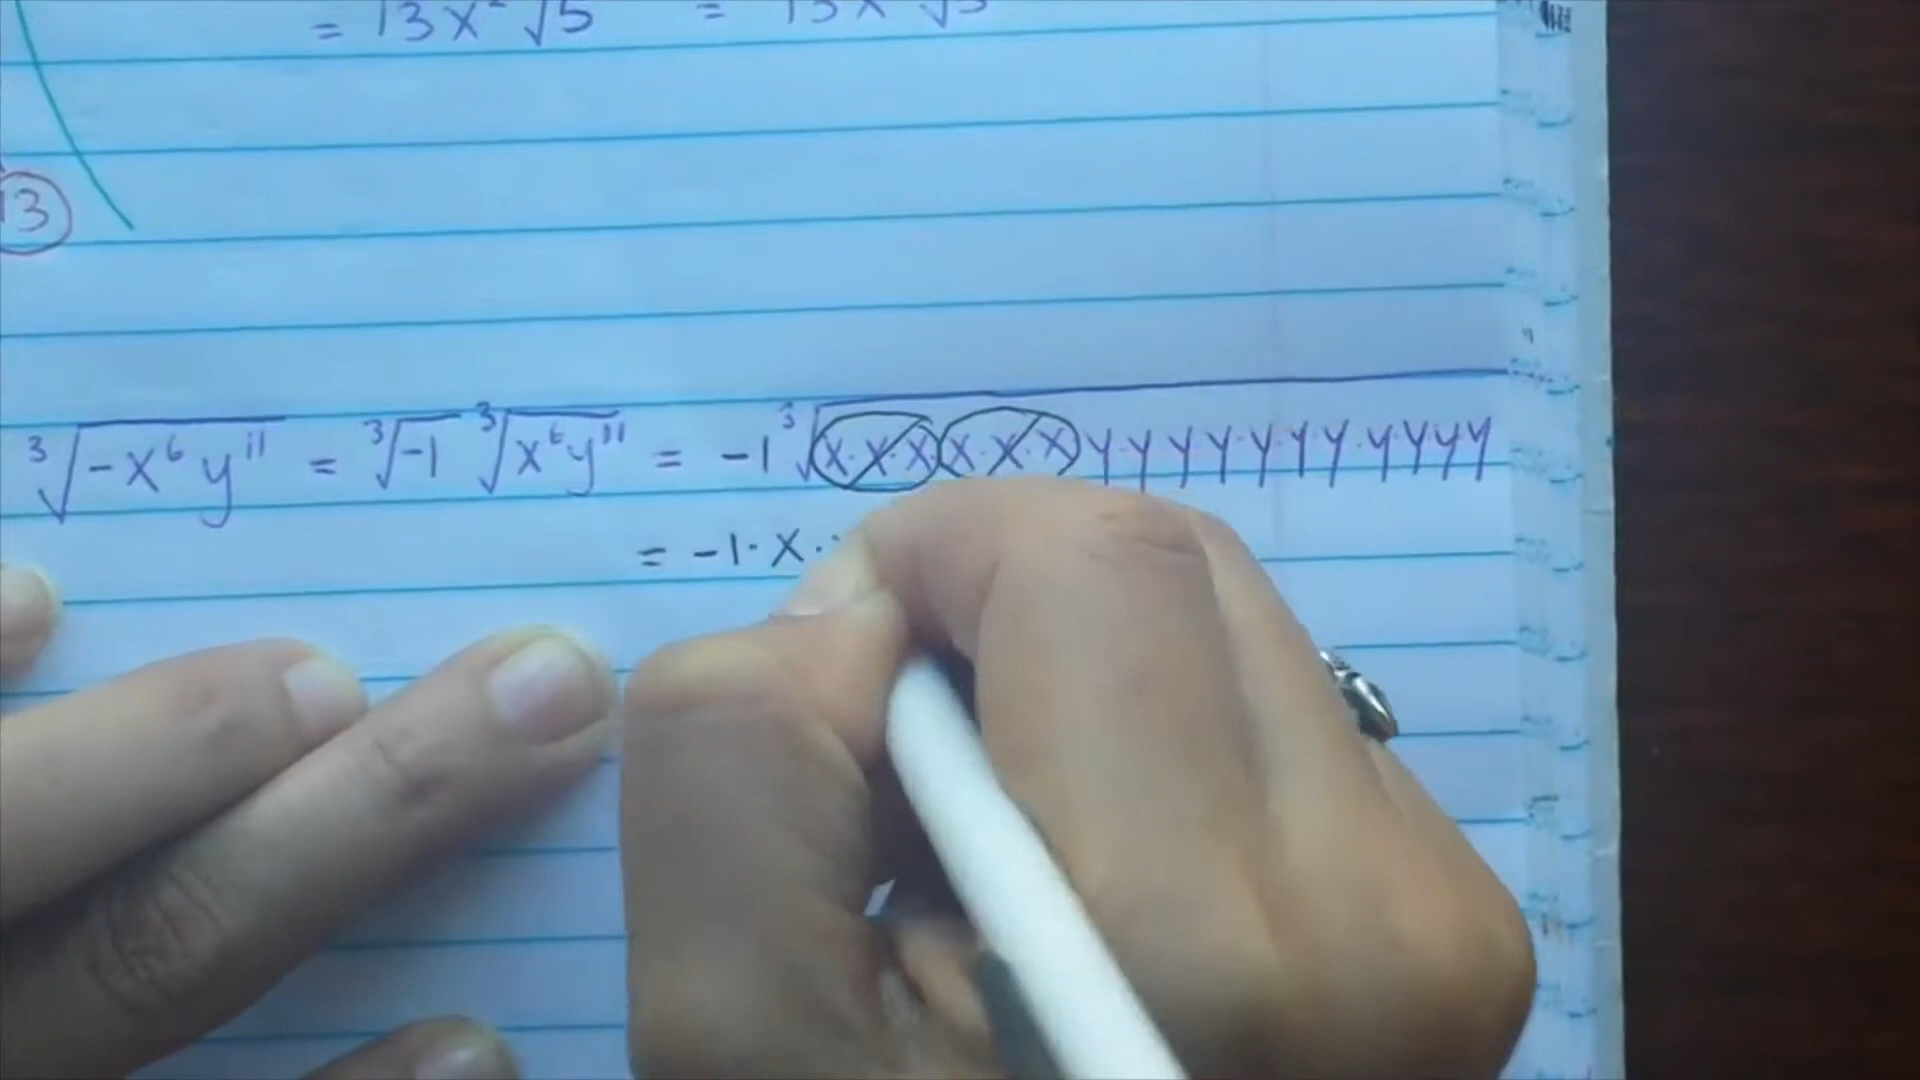 = 13x²√5 = 13x²√5
13
∛(-x⁶y¹¹) = ∛-1 ∛(x⁶y¹¹) = -1 ∛(x·x·x·x·x·x·y·y·y·y·y·y·y·y·y·y·y)
= -1·x·